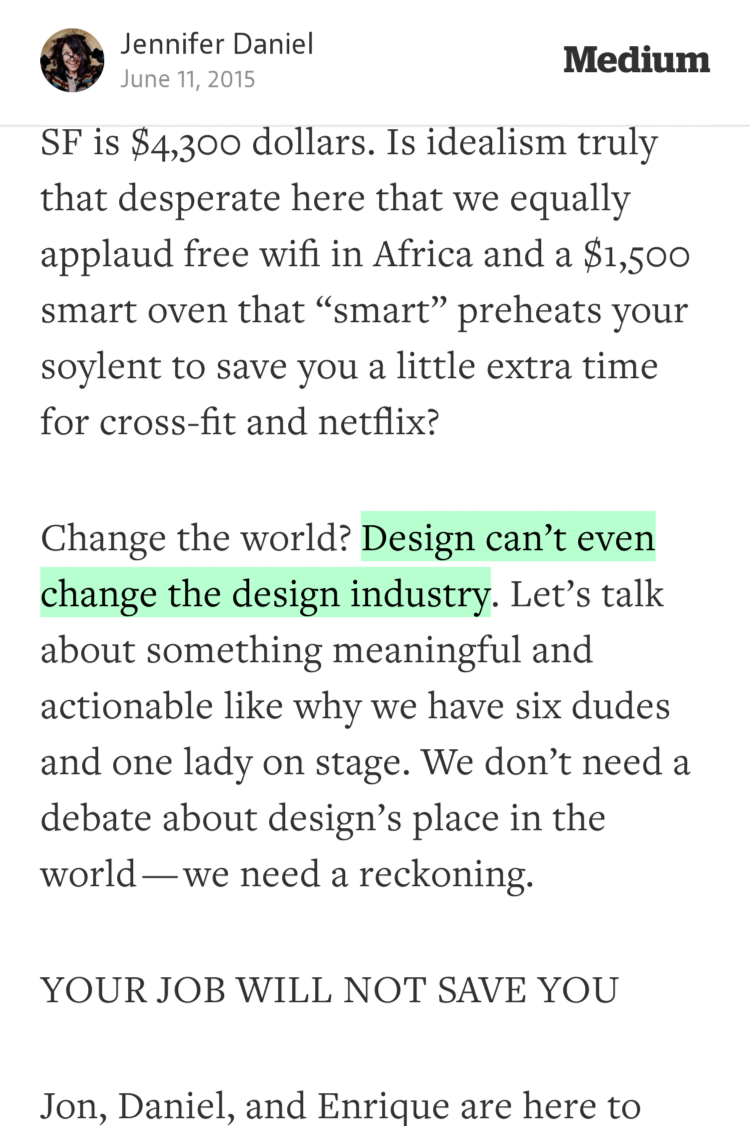 Jennifer Daniel
June 11, 2015
Medium
SF is $4,300 dollars. Is idealism truly
that desperate here that we equally
applaud free wifi in Africa and a $1,500
smart oven that “smart” preheats your
soylent to save you a little extra time
for cross-fit and netflix?
Change the world? Design can’t even
change the design industry. Let’s talk
about something meaningful and
actionable like why we have six dudes
and one lady on stage. We don’t need a
debate about design’s place in the
world — we need a reckoning.
YOUR JOB WILL NOT SAVE YOU
Jon, Daniel, and Enrique are here to